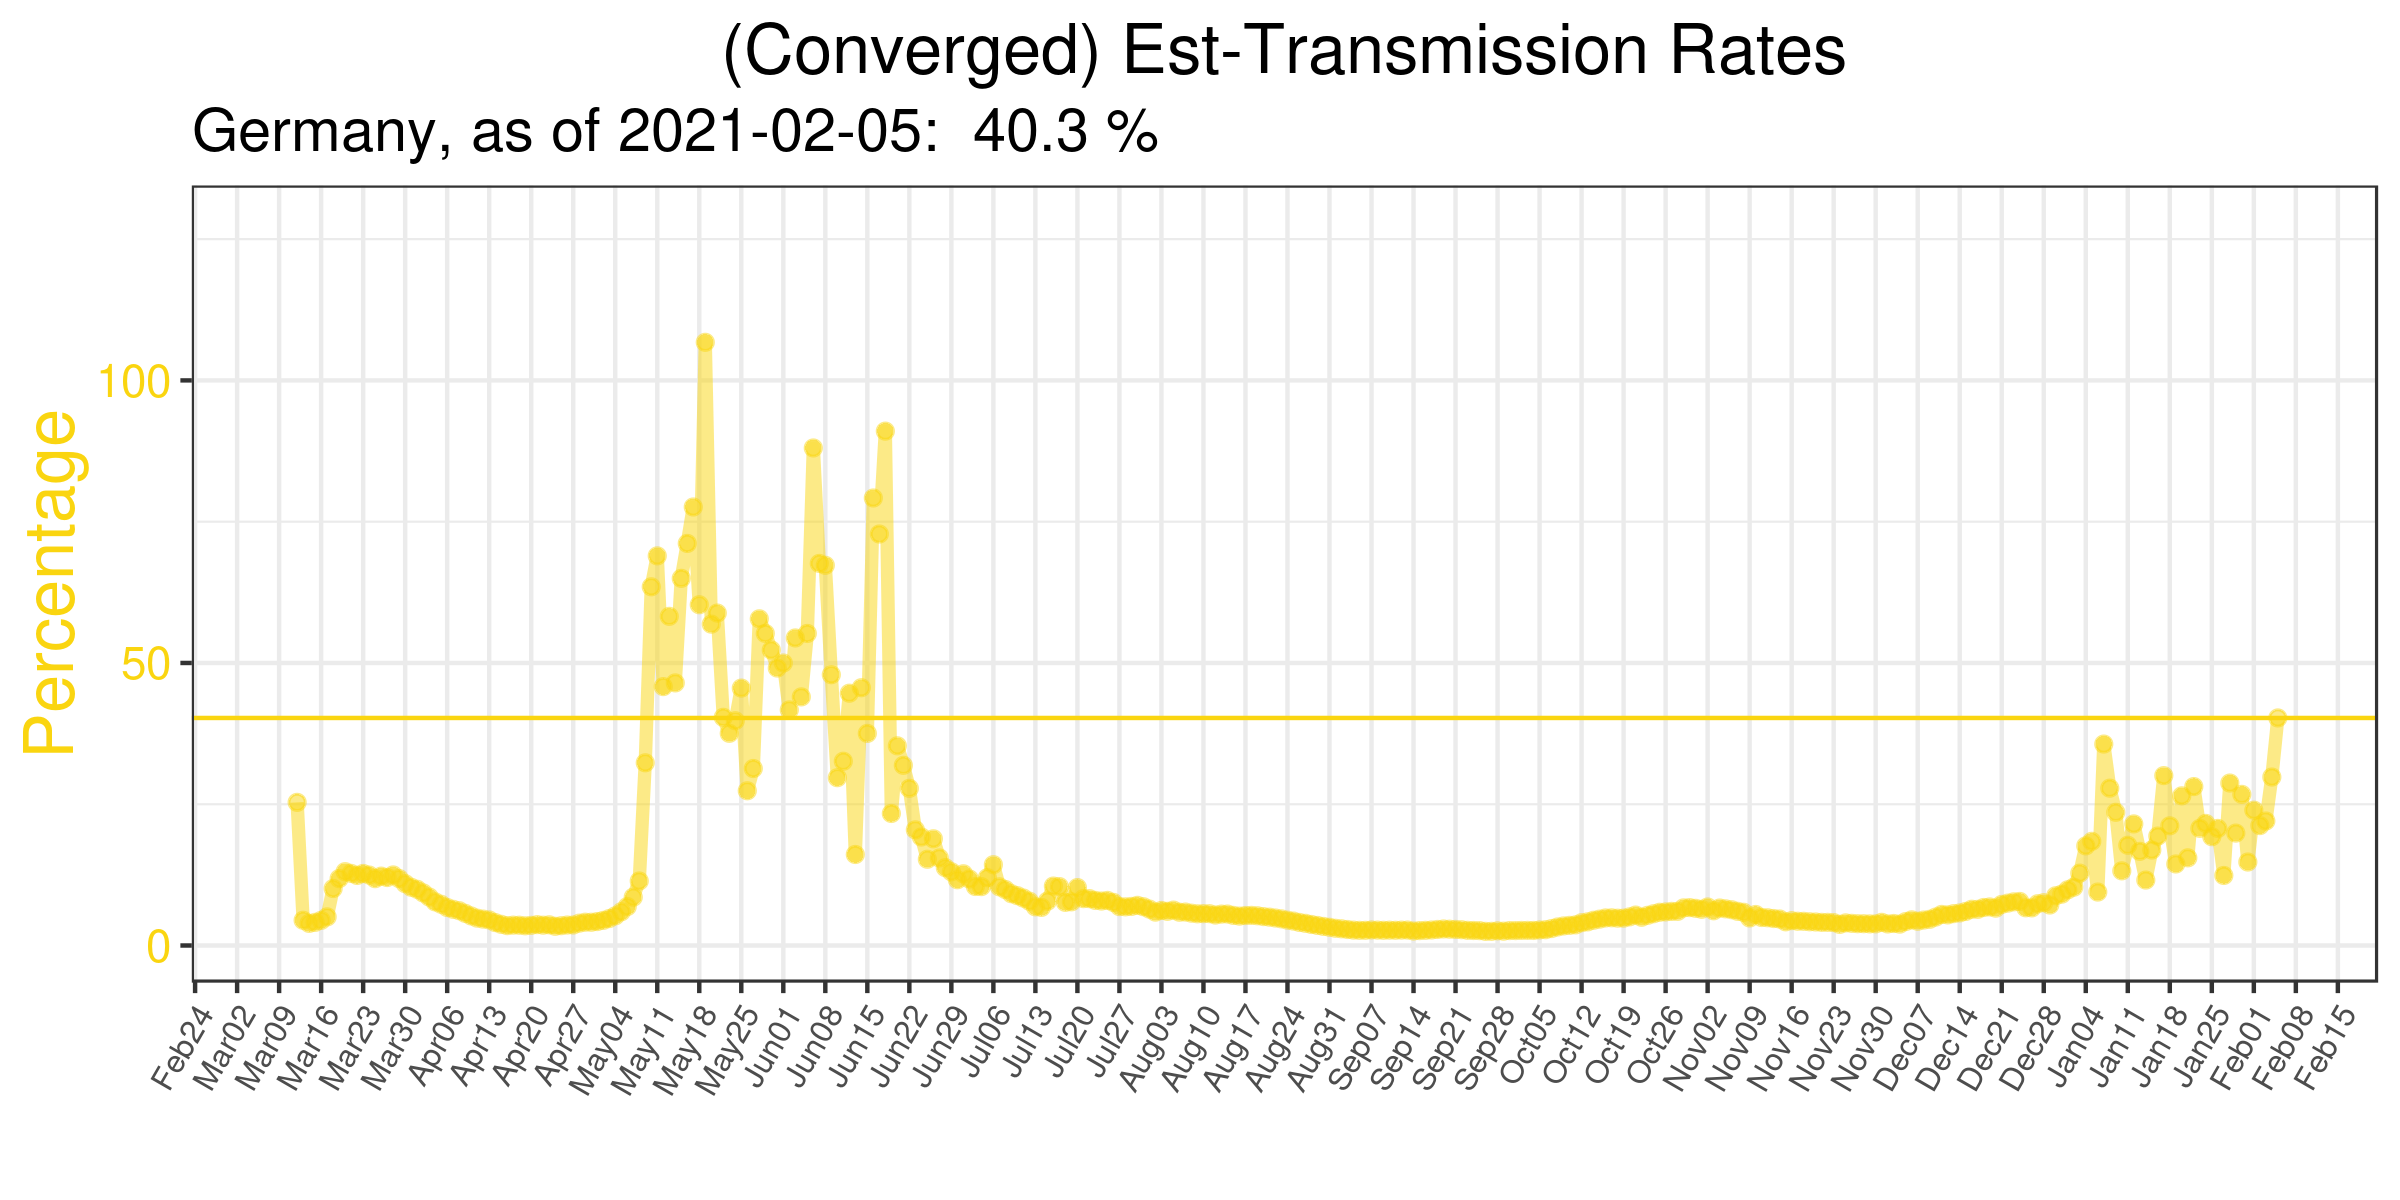 (Converged) Est-Transmission Rates
Germany, as of 2021-02-05:  40.3 %
Percentage
100
50
0
Feb24
Mar02
Mar09
Mar16
Mar23
Mar30
Apr06
Apr13
Apr20
Apr27
May04
May11
May18
May25
Jun01
Jun08
Jun15
Jun22
Jun29
Jul06
Jul13
Jul20
Jul27
Aug03
Aug10
Aug17
Aug24
Aug31
Sep07
Sep14
Sep21
Sep28
Oct05
Oct12
Oct19
Oct26
Nov02
Nov09
Nov16
Nov23
Nov30
Dec07
Dec14
Dec21
Dec28
Jan04
Jan11
Jan18
Jan25
Feb01
Feb08
Feb15